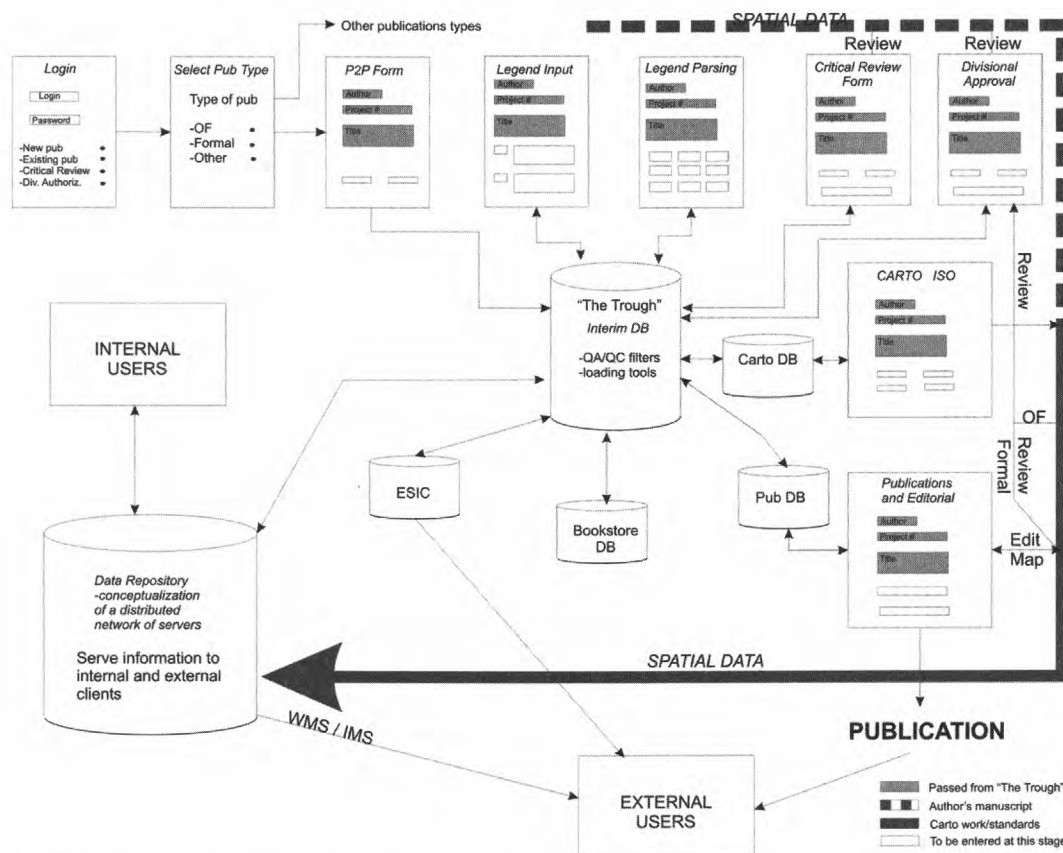 SPATIAL DATA
Other publications types
Review
Review
Login
Login
Password
-New pub
-Existing pub
-Critical Review
-Div. Authoriz.
Select Pub Type
Type of pub
-OF
-Formal
-Other
P2P Form
Author
Project #
Title
Legend Input
Author
Project #
Title
Legend Parsing
Author
Project #
Title
Critical Review
Form
Author
Project #
Title
Divisional
Approval
Author
Project #
Title
"The Trough"
Interim DB
-QA/QC filters
-loading tools
Carto DB
CARTO ISO
Author
Project #
Title
Review
INTERNAL
USERS
OF
Review
Formal
ESIC
Bookstore
DB
Pub DB
Publications
and Editorial
Author
Project #
Title
Edit
Map
Data Repository
-conceptualization
of a distributed
network of servers
Serve information to
internal and external
clients
SPATIAL DATA
WMS / IMS
PUBLICATION
EXTERNAL
USERS
Passed from "The Trough"
Author's manuscript
Carto work/standards
To be entered at this stage